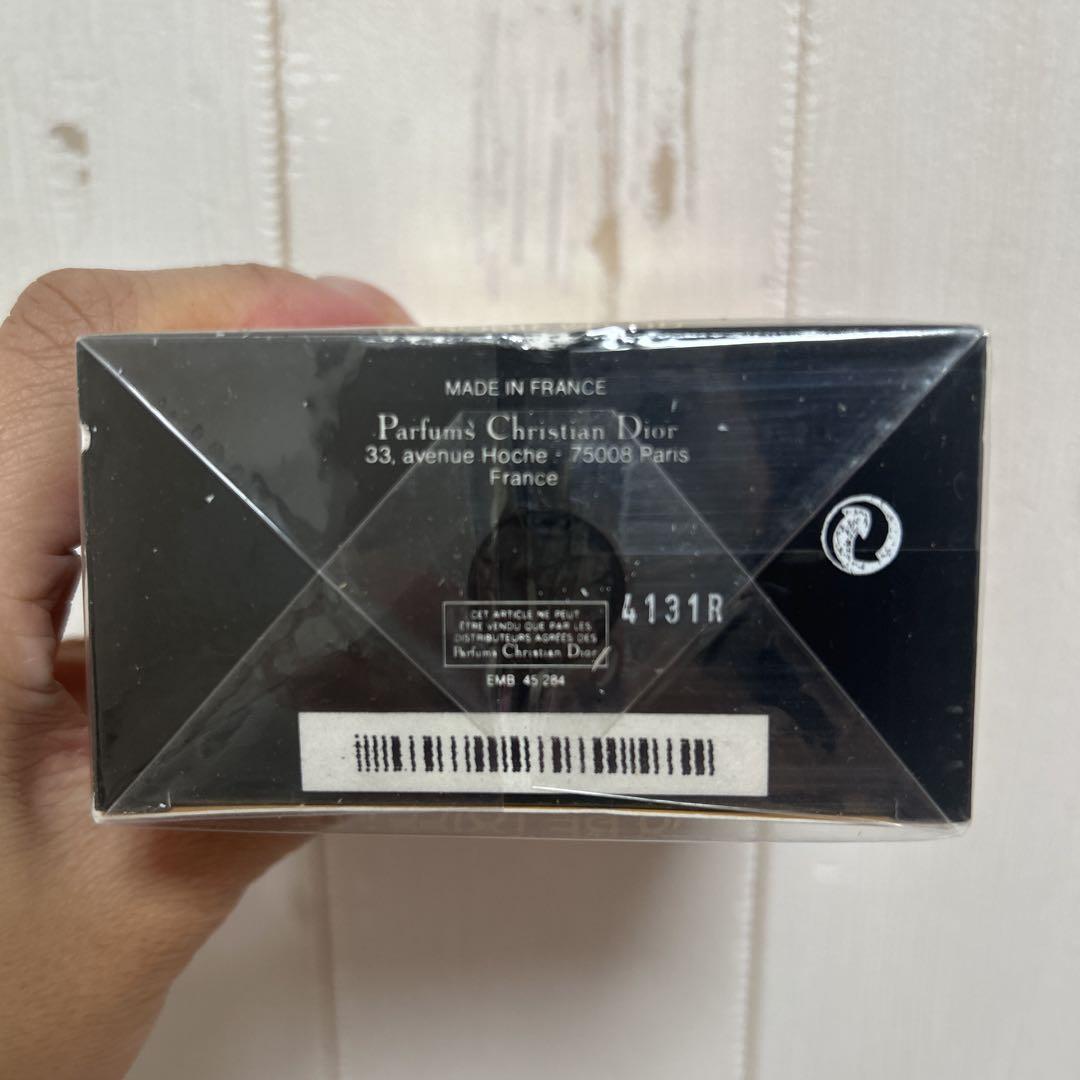 MADE IN FRANCE
Parfums Christian Dior
33, avenue Hoche - 75008 Paris
France
4131R
CET ARTICLE NE PEUT
ÊTRE VENDU QUE PAR LES
DISTRIBUTEURS AGRÉÉS DES
Parfums Christian Dior
EMB 45 284